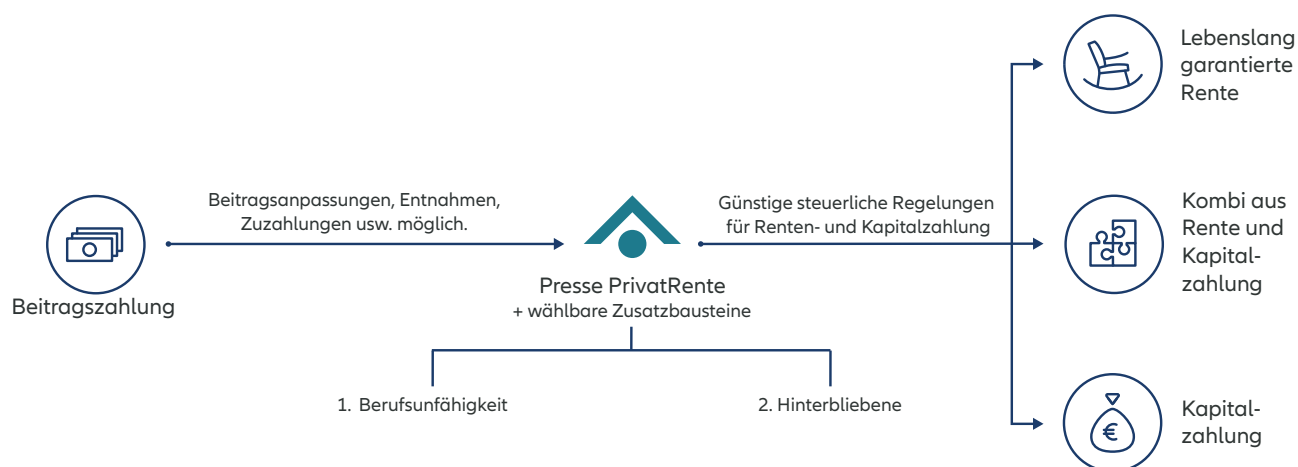 Beitragszahlung
Beitragsanpassungen, Entnahmen,
Zuzahlungen usw. möglich.
Presse PrivatRente
+ wählbare Zusatzbausteine
1. Berufsunfähigkeit
2. Hinterbliebene
Günstige steuerliche Regelungen
für Renten- und Kapitalzahlung
Lebenslang
garantierte
Rente
Kombi aus
Rente und
Kapital-
zahlung
€
Kapital-
zahlung